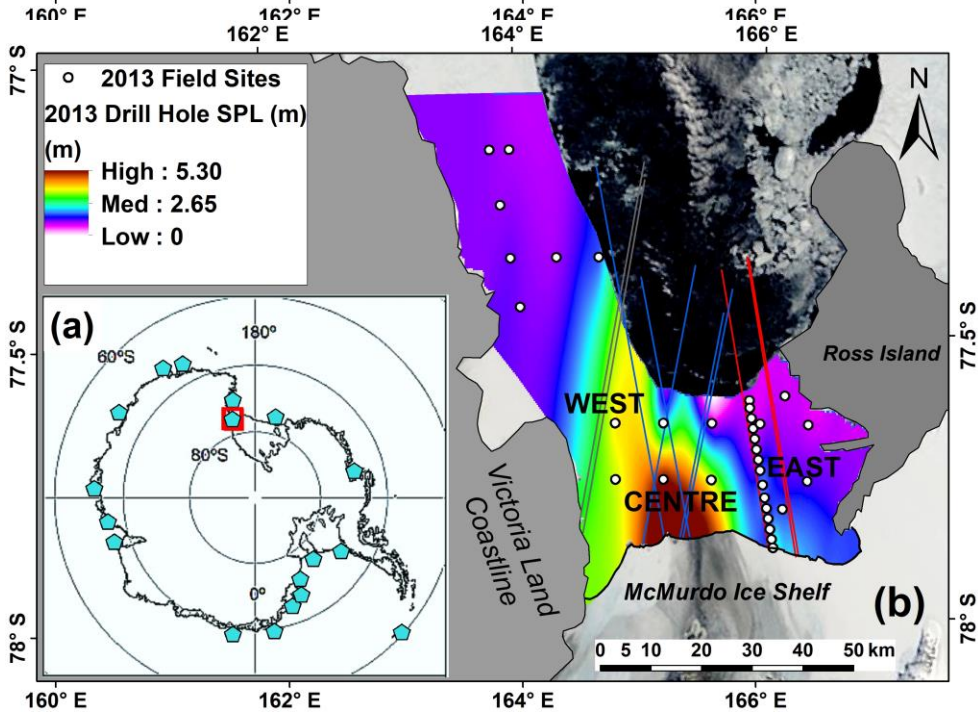 160° E 162° E 164° E 166° E
162° E 164° E 166° E
77° S
2013 Field Sites
2013 Drill Hole SPL (m)
(m)
High : 5.30
Med : 2.65
Low : 0
N
77.5° S
77.5° S
Ross Island
(a)
180°
60°S
80°S
0°
WEST
EAST
CENTRE
Victoria Land
Coastline
McMurdo Ice Shelf
(b)
78° S
78° S
0 5 10 20 30 40 50 km
160° E 162° E 164° E 166° E